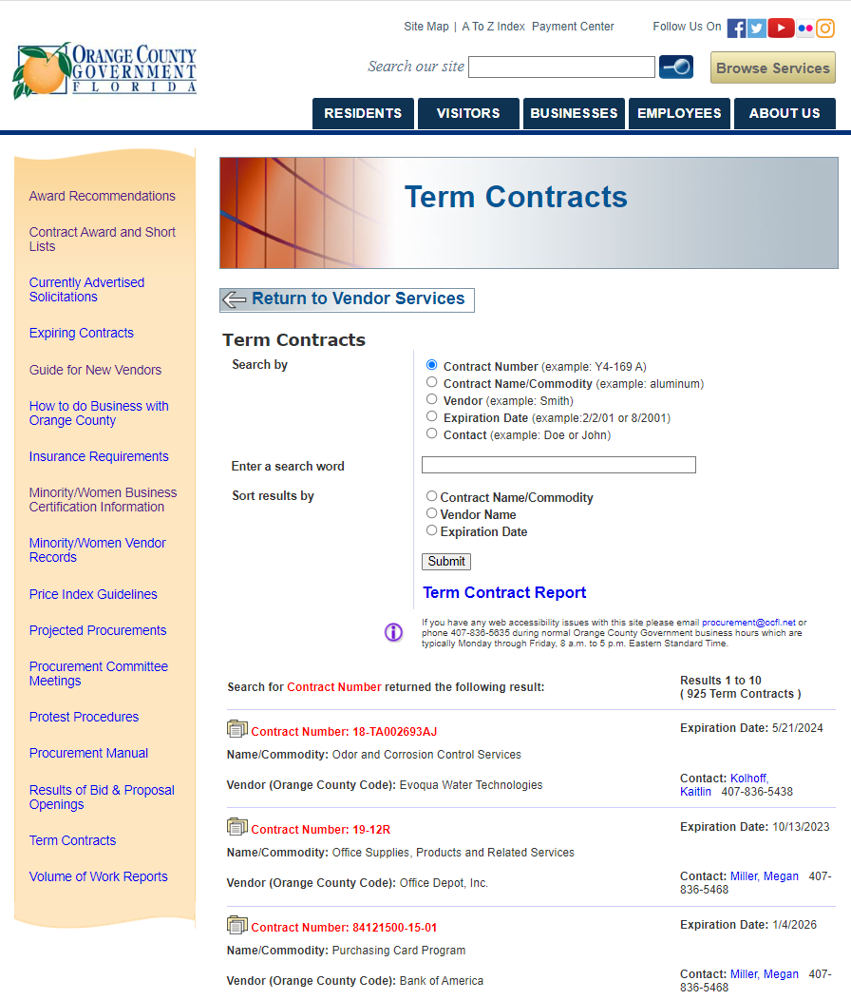 Site Map | A To Z Index Payment Center
Follow Us On
ORANGE COUNTY
GOVERNMENT
FLORIDA
Search our site
Browse Services
RESIDENTS
VISITORS
BUSINESSES
EMPLOYEES
ABOUT US
Award Recommendations
Contract Award and Short
Lists
Currently Advertised
Solicitations
Expiring Contracts
Guide for New Vendors
How to do Business with
Orange County
Insurance Requirements
Minority/Women Business
Certification Information
Minority/Women Vendor
Records
Price Index Guidelines
Projected Procurements
Procurement Committee
Meetings
Protest Procedures
Procurement Manual
Results of Bid & Proposal
Openings
Term Contracts
Volume of Work Reports
Term Contracts
Return to Vendor Services
Term Contracts
Search by
Contract Number (example: Y4-169 A)
Contract Name/Commodity (example: aluminum)
Vendor (example: Smith)
Expiration Date (example:2/2/01 or 8/2001)
Contact (example: Doe or John)
Enter a search word
Sort results by
Contract Name/Commodity
Vendor Name
Expiration Date
Submit
Term Contract Report
If you have any web accessibility issues with this site please email procurement@ocfl.net or
phone 407-836-5635 during normal Orange County Government business hours which are
typically Monday through Friday, 8 a.m. to 5 p.m. Eastern Standard Time.
Search for Contract Number returned the following result:
Results 1 to 10
( 925 Term Contracts )
Contract Number: 18-TA002693AJ
Expiration Date: 5/21/2024
Name/Commodity: Odor and Corrosion Control Services
Vendor (Orange County Code): Evoqua Water Technologies
Contact: Kolhoff,
Kaitlin 407-836-5438
Contract Number: 19-12R
Expiration Date: 10/13/2023
Name/Commodity: Office Supplies, Products and Related Services
Vendor (Orange County Code): Office Depot, Inc.
Contact: Miller, Megan 407-
836-5468
Contract Number: 84121500-15-01
Expiration Date: 1/4/2026
Name/Commodity: Purchasing Card Program
Vendor (Orange County Code): Bank of America
Contact: Miller, Megan 407-
836-5468